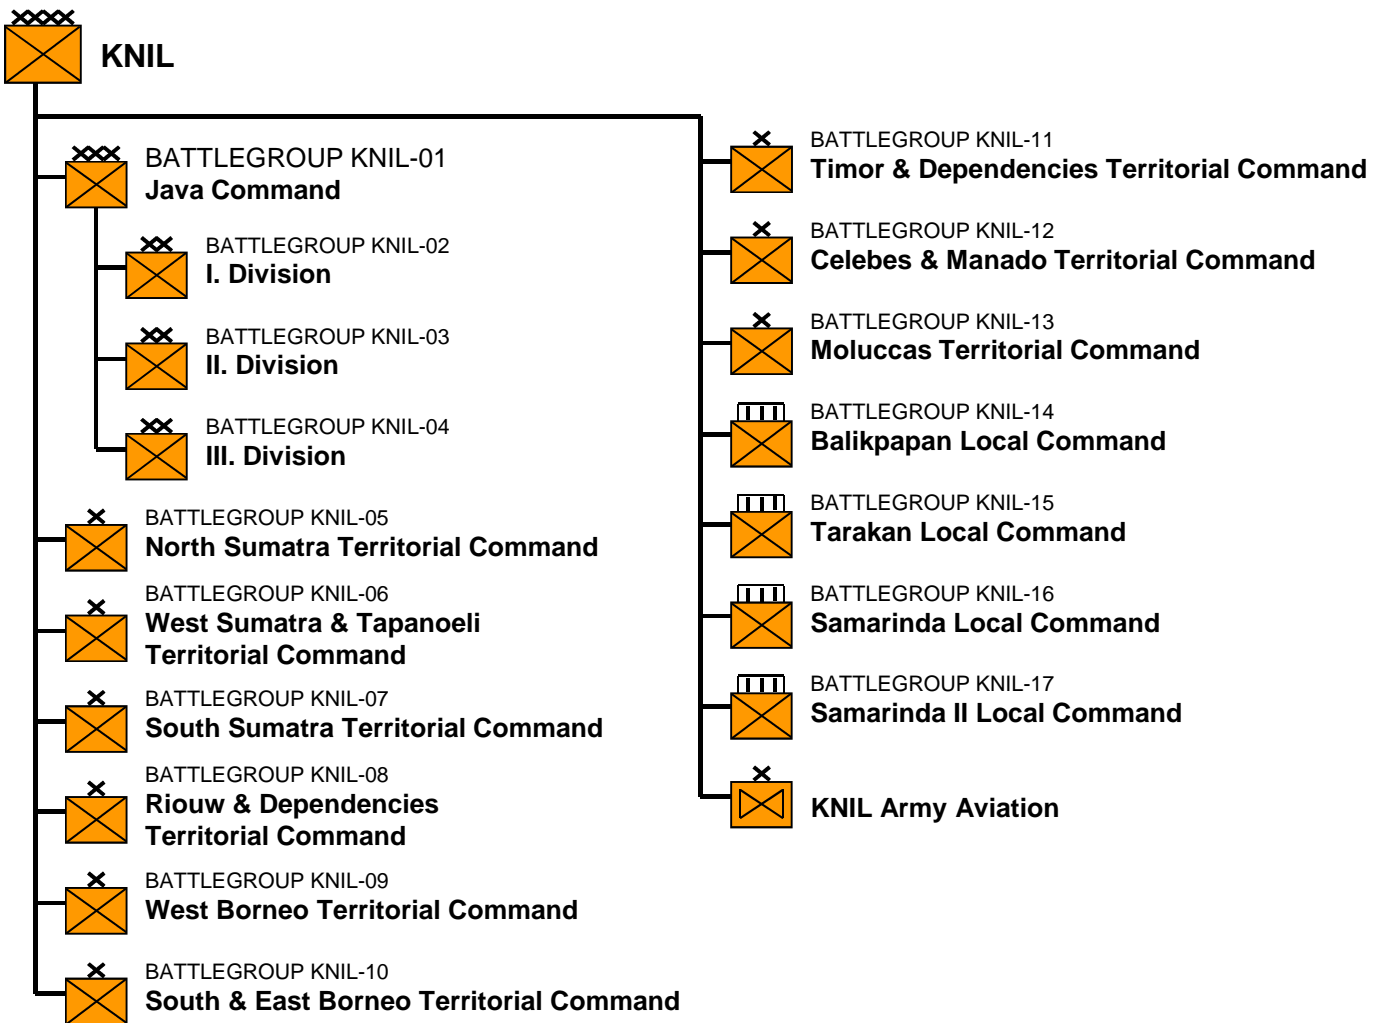 KNIL
BATTLEGROUP KNIL-01
Java Command
BATTLEGROUP KNIL-02
I. Division
BATTLEGROUP KNIL-03
II. Division
BATTLEGROUP KNIL-04
III. Division
BATTLEGROUP KNIL-05
North Sumatra Territorial Command
BATTLEGROUP KNIL-06
West Sumatra & Tapanoeli
Territorial Command
BATTLEGROUP KNIL-07
South Sumatra Territorial Command
BATTLEGROUP KNIL-08
Riouw & Dependencies
Territorial Command
BATTLEGROUP KNIL-09
West Borneo Territorial Command
BATTLEGROUP KNIL-10
South & East Borneo Territorial Command
BATTLEGROUP KNIL-11
Timor & Dependencies Territorial Command
BATTLEGROUP KNIL-12
Celebes & Manado Territorial Command
BATTLEGROUP KNIL-13
Moluccas Territorial Command
BATTLEGROUP KNIL-14
Balikpapan Local Command
BATTLEGROUP KNIL-15
Tarakan Local Command
BATTLEGROUP KNIL-16
Samarinda Local Command
BATTLEGROUP KNIL-17
Samarinda II Local Command
KNIL Army Aviation